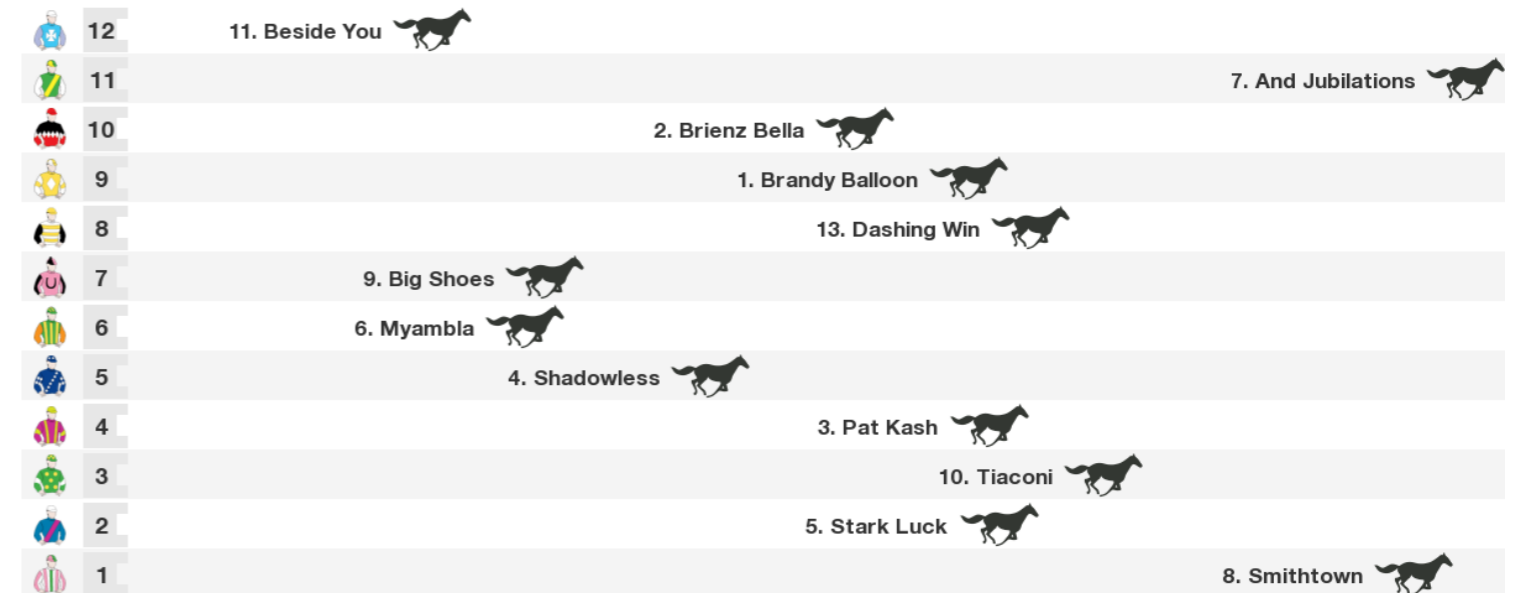 12 11. Beside You
11 7. And Jubilations
10 2. Brienz Bella
9 1. Brandy Balloon
8 13. Dashing Win
7 9. Big Shoes
6 6. Myambla
5 4. Shadowless
4 3. Pat Kash
3 10. Tiaconi
2 5. Stark Luck
1 8. Smithtown